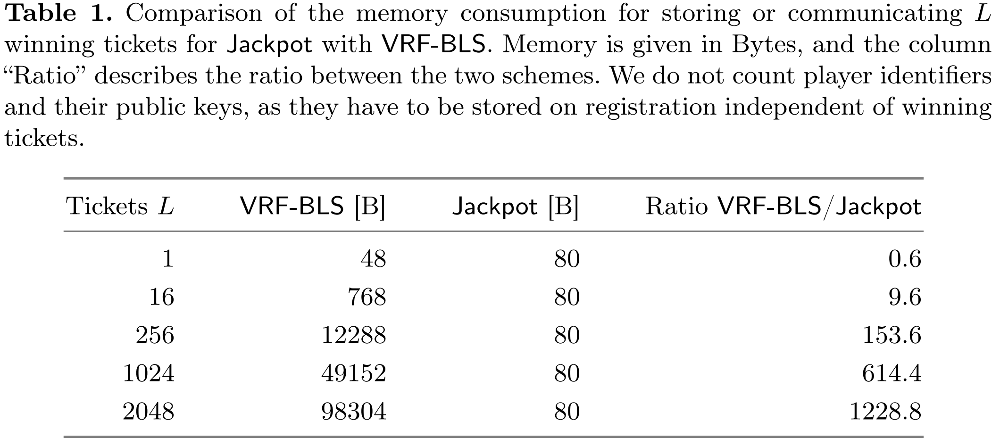 Table 1. Comparison of the memory consumption for storing or communicating L
winning tickets for Jackpot with VRF-BLS. Memory is given in Bytes, and the column
“Ratio” describes the ratio between the two schemes. We do not count player identifiers
and their public keys, as they have to be stored on registration independent of winning
tickets.
Tickets L VRF-BLS [B] Jackpot [B] Ratio VRF-BLS/Jackpot
1 48 80 0.6
16 768 80 9.6
256 12288 80 153.6
1024 49152 80 614.4
2048 98304 80 1228.8